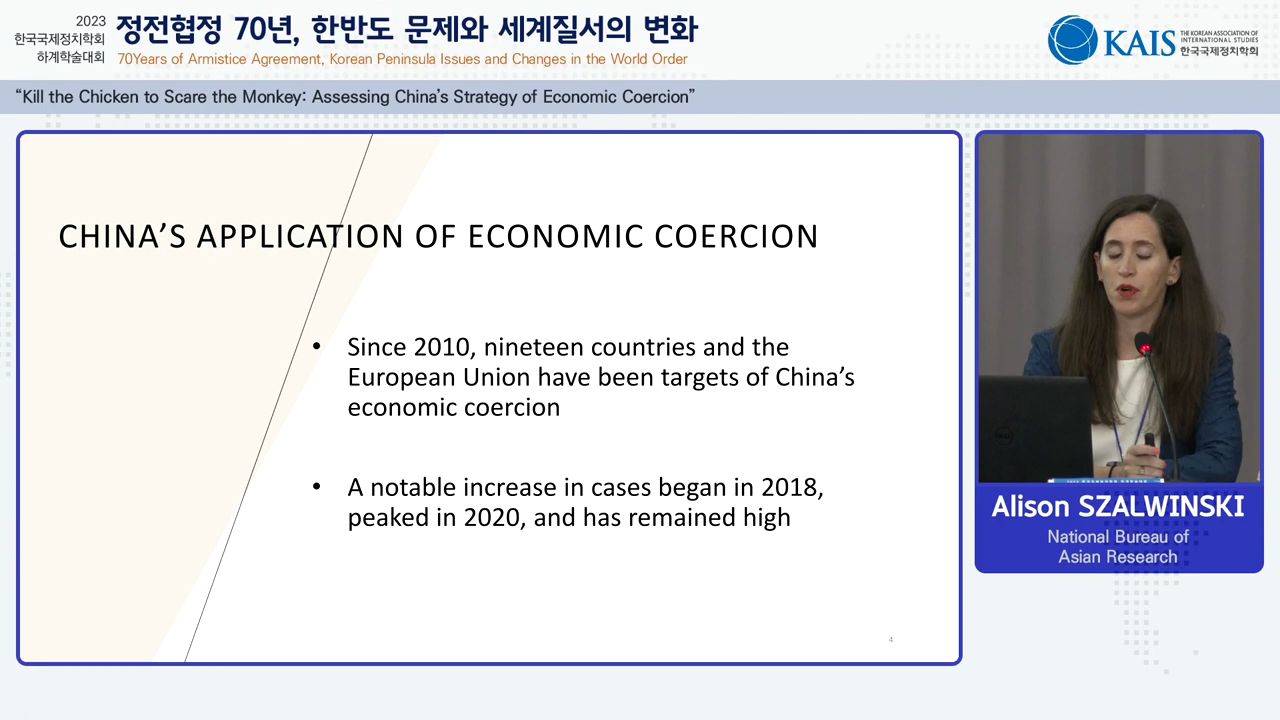 2023
한국국제정치학회
하계학술대회
정전협정 70년, 한반도 문제와 세계질서의 변화
70Years of Armistice Agreement, Korean Peninsula Issues and Changes in the World Order
KAIS
THE KOREAN ASSOCIATION OF
INTERNATIONAL STUDIES
한국국제정치학회
“Kill the Chicken to Scare the Monkey: Assessing China’s Strategy of Economic Coercion”
CHINA’S APPLICATION OF ECONOMIC COERCION
• Since 2010, nineteen countries and the
European Union have been targets of China’s
economic coercion
• A notable increase in cases began in 2018,
peaked in 2020, and has remained high
4
Alison SZALWINSKI
National Bureau of
Asian Research